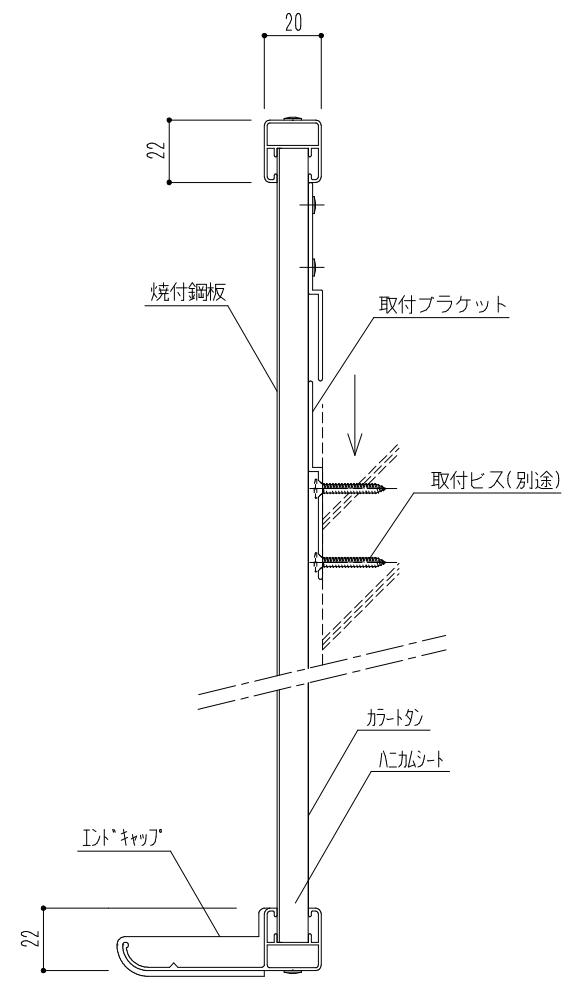 20
22
焼付鋼板
取付ブラケット
取付ビス(別途)
カラートタン
ハニカムシート
エンドキャップ
22